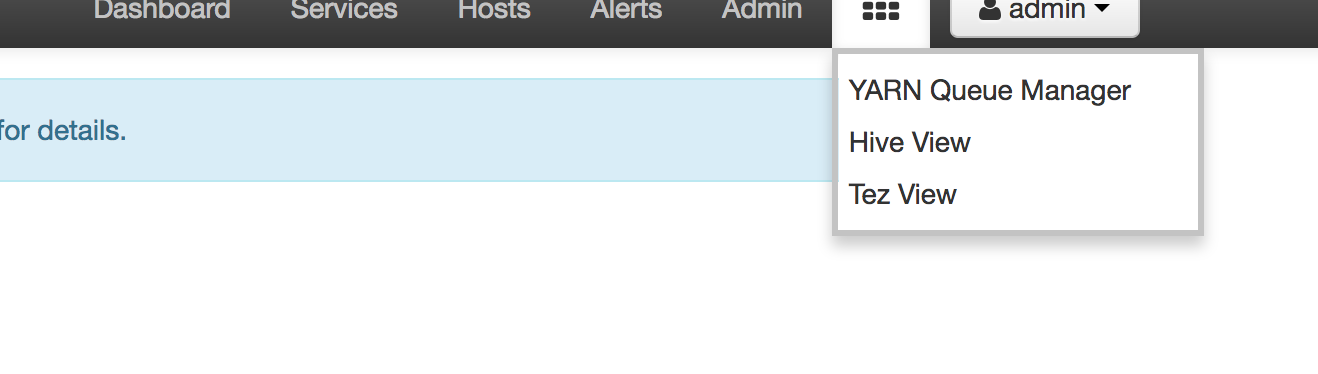 Dashboard Services Hosts Alerts Admin admin
YARN Queue Manager
for details.
Hive View
Tez View